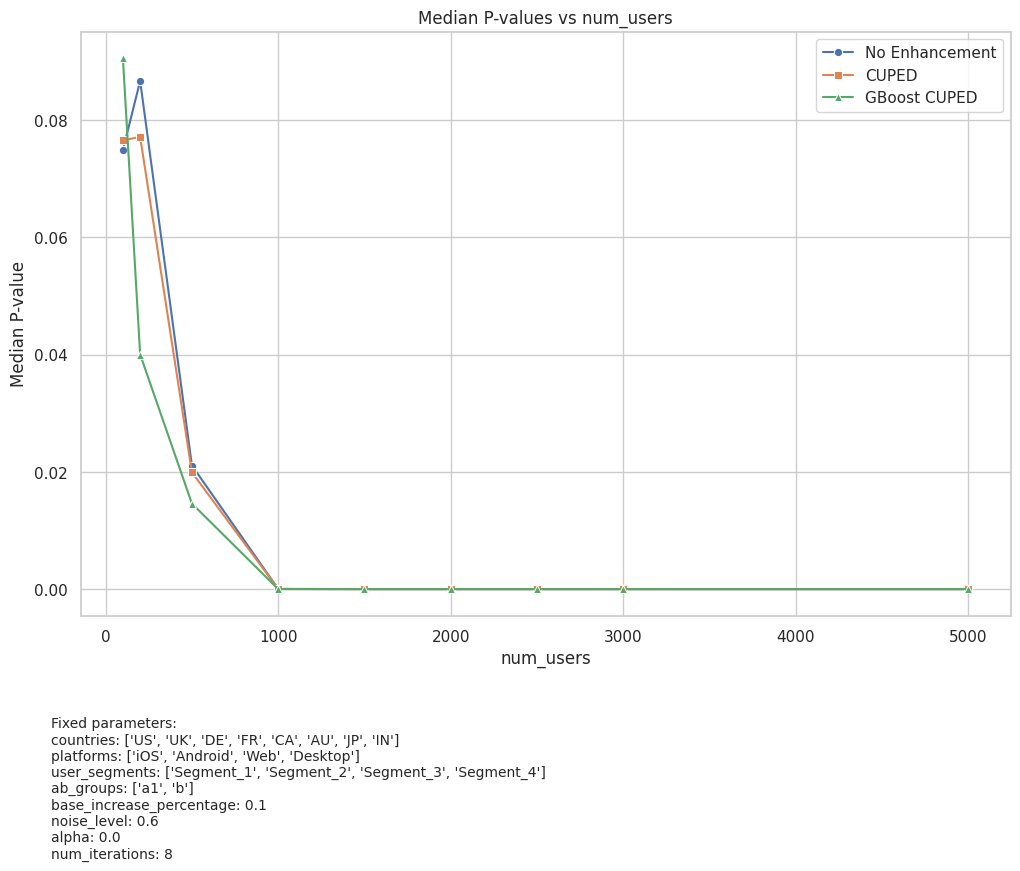 Median P-values vs num_users
No Enhancement
CUPED
GBoost CUPED
Median P-value
0.08
0.06
0.04
0.02
0.00
0
1000
2000
3000
4000
5000
num_users
Fixed parameters:
countries: ['US', 'UK', 'DE', 'FR', 'CA', 'AU', 'JP', 'IN']
platforms: ['iOS', 'Android', 'Web', 'Desktop']
user_segments: ['Segment_1', 'Segment_2', 'Segment_3', 'Segment_4']
ab_groups: ['a1', 'b']
base_increase_percentage: 0.1
noise_level: 0.6
alpha: 0.0
num_iterations: 8